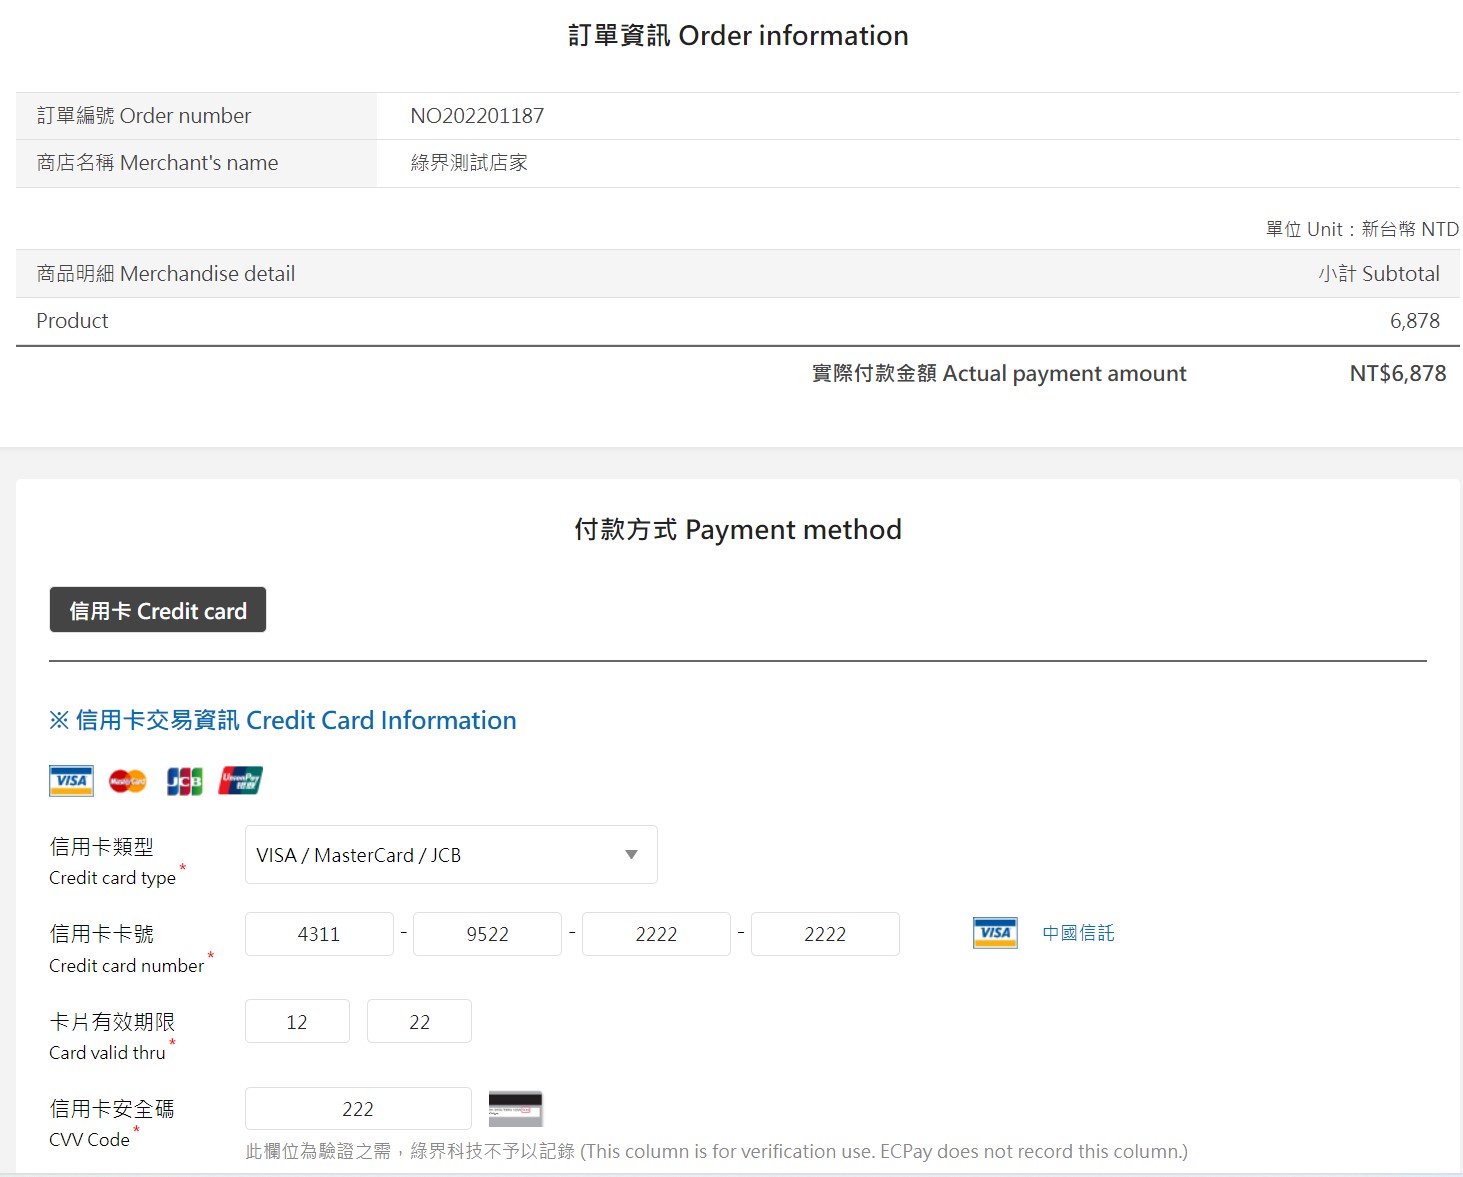 訂單資訊 Order information
訂單編號 Order number NO202201187
商店名稱 Merchant's name 綠界測試店家
單位 Unit：新台幣 NTD
商品明細 Merchandise detail 小計 Subtotal
Product 6,878
實際付款金額 Actual payment amount NT$6,878
付款方式 Payment method
信用卡 Credit card
※ 信用卡交易資訊 Credit Card Information
VISA MasterCard JCB UnionPay 銀聯
信用卡類型
Credit card type * VISA / MasterCard / JCB
信用卡卡號
Credit card number * 4311 - 9522 - 2222 - 2222 VISA 中國信託
卡片有效期限
Card valid thru * 12 22
信用卡安全碼
CVV Code * 222
此欄位為驗證之需，綠界科技不予以記錄 (This column is for verification use. ECPay does not record this column.)